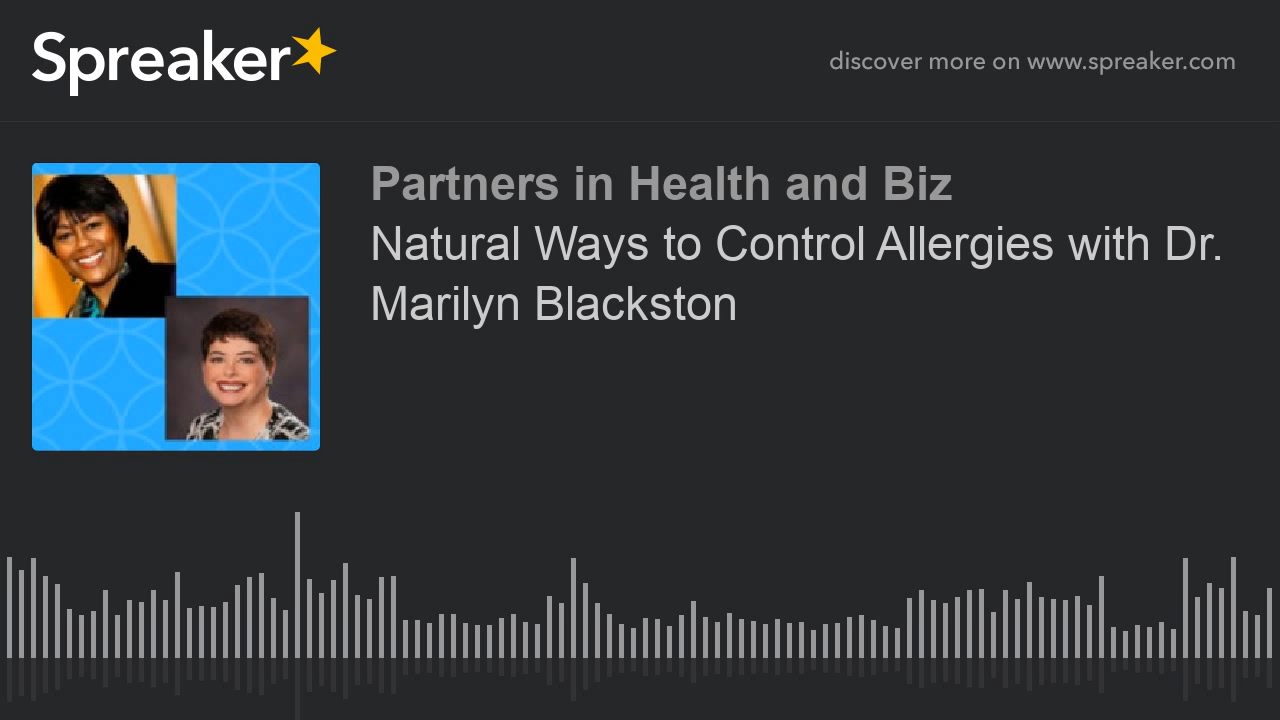 Spreaker
discover more on www.spreaker.com
Partners in Health and Biz
Natural Ways to Control Allergies with Dr.
Marilyn Blackston